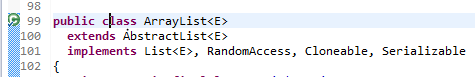 98
99 public class ArrayList<E>
100 extends AbstractList<E>
101 implements List<E>, RandomAccess, Cloneable, Serializable
102 {